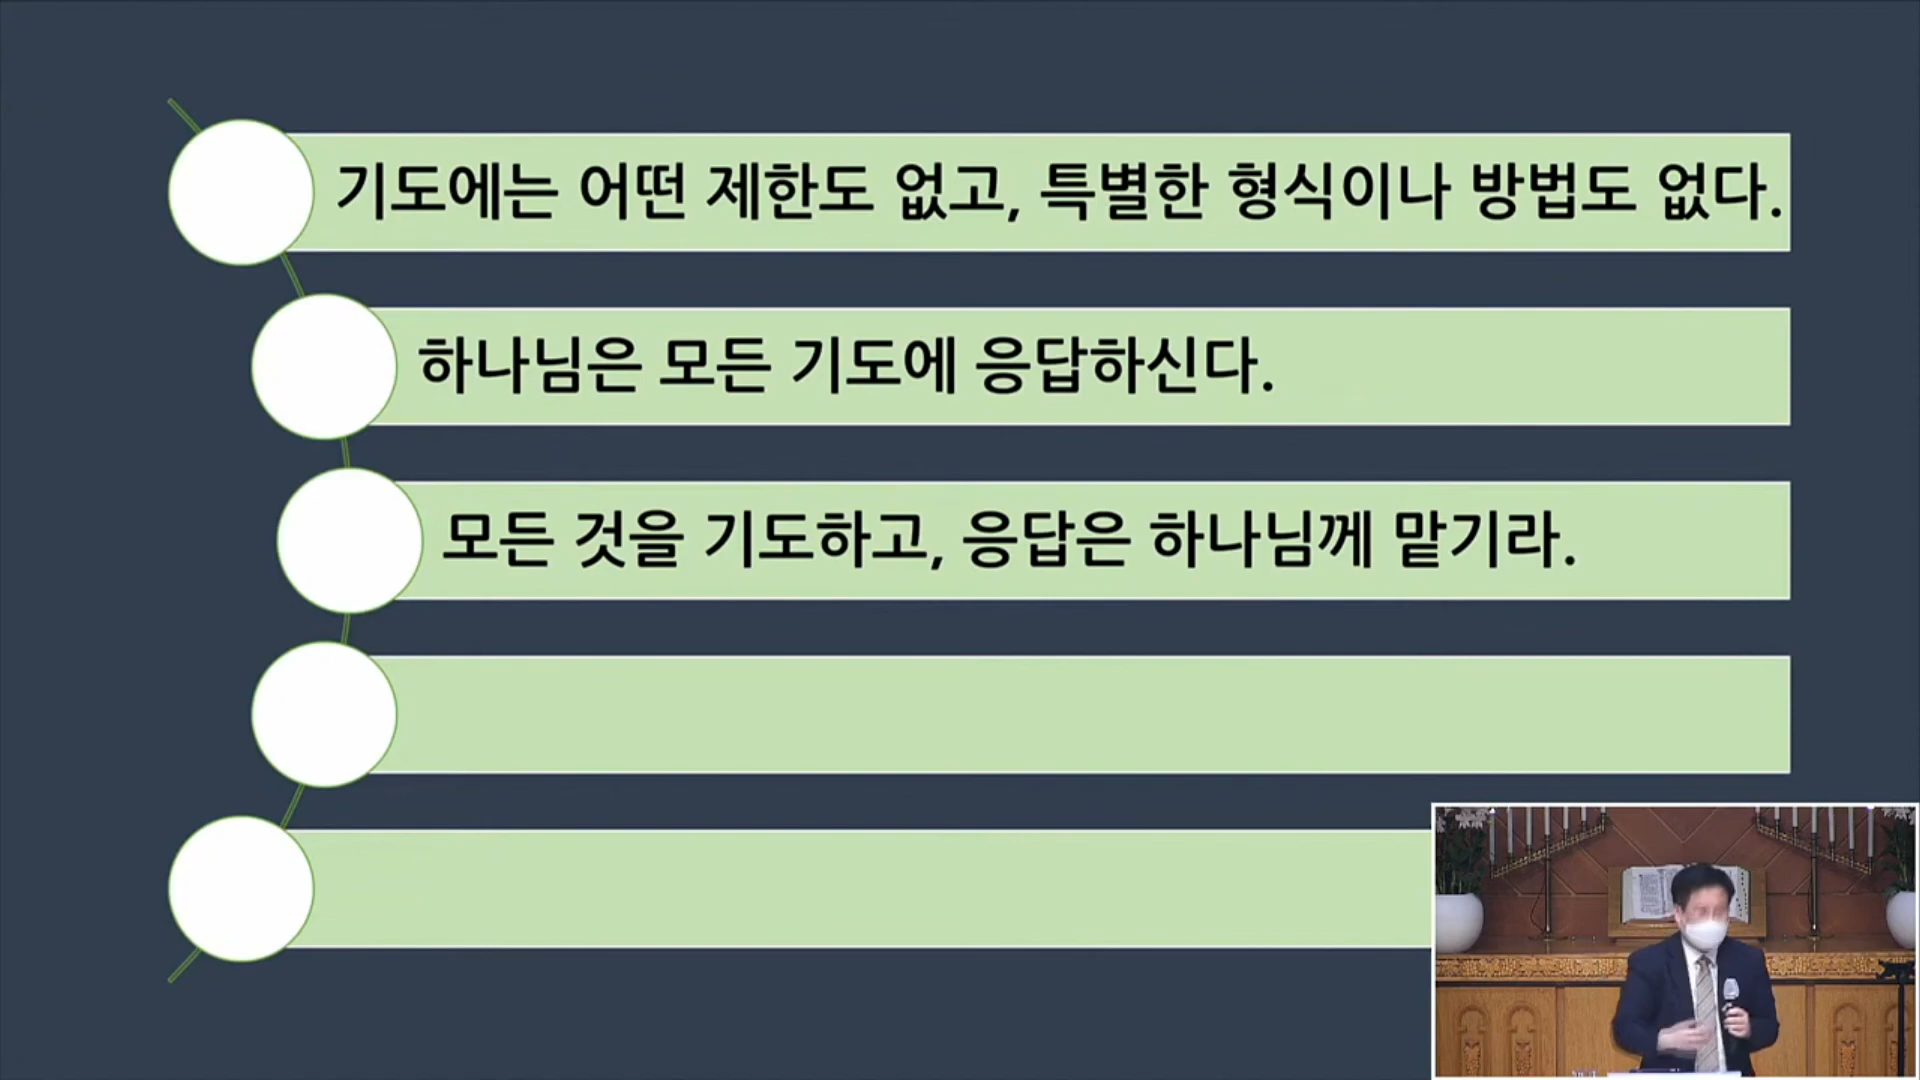 기도에는 어떤 제한도 없고, 특별한 형식이나 방법도 없다.
하나님은 모든 기도에 응답하신다.
모든 것을 기도하고, 응답은 하나님께 맡기라.